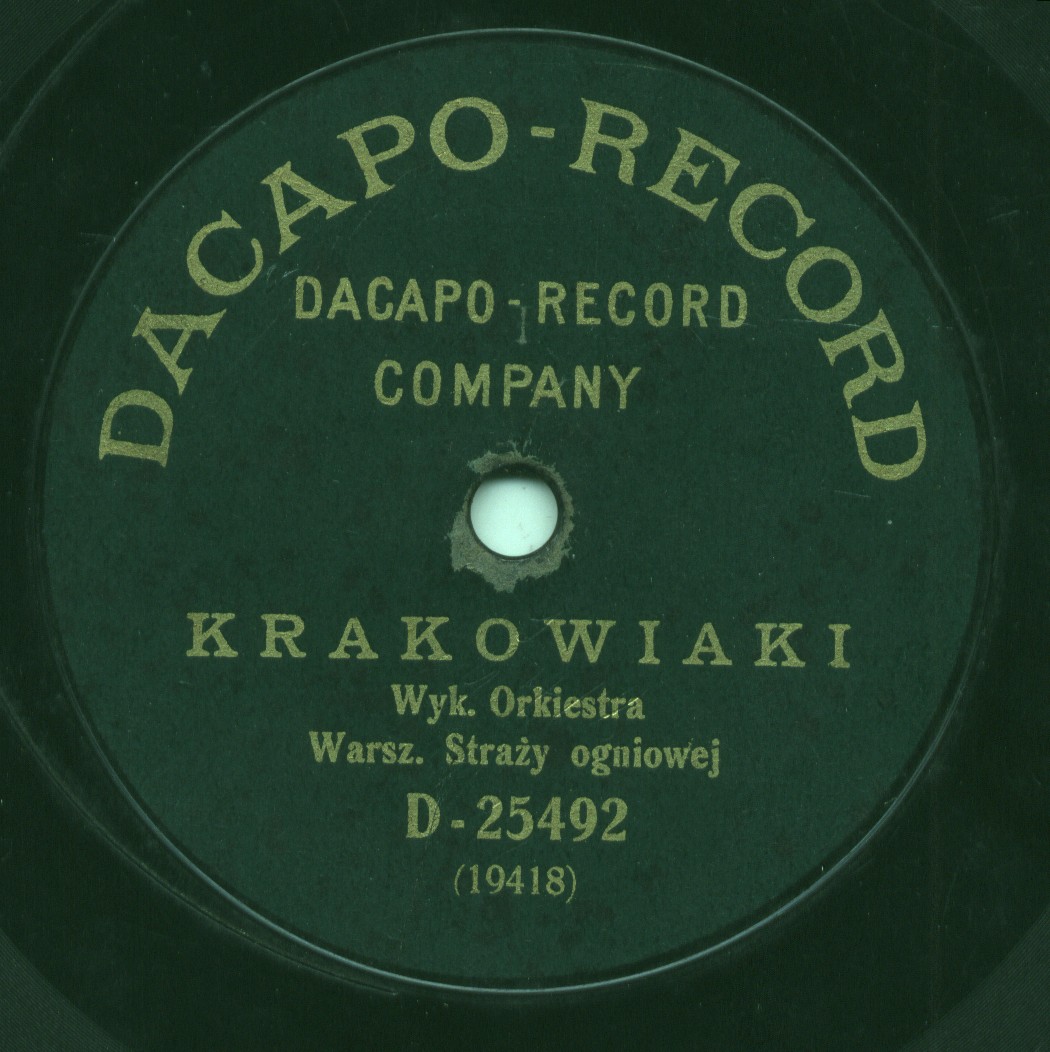 DACAPO-RECORD
DACAPO-RECORD
COMPANY
KRAKOWIAKI
Wyk. Orkiestra
Warsz. Straży ogniowej
D-25492
(19418)